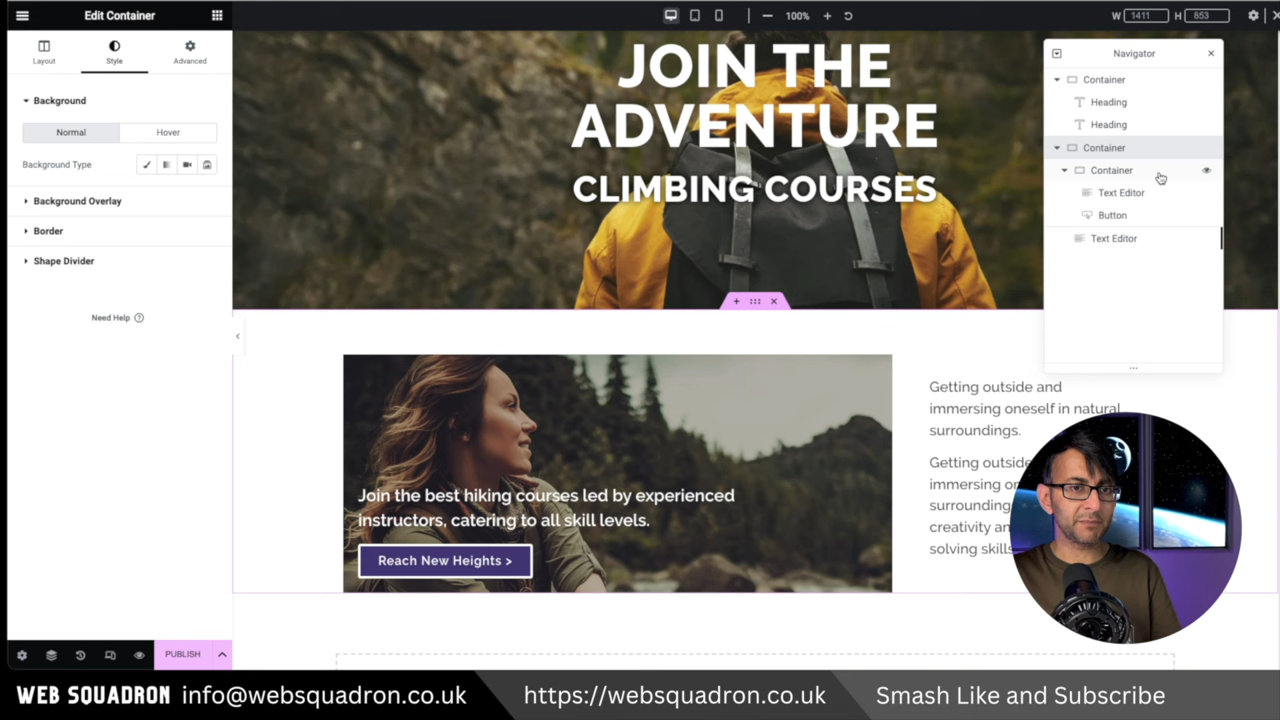 Edit Container
100%
W 1411 H 853
Layout
Style
Advanced
Background
Normal
Hover
Background Type
Background Overlay
Border
Shape Divider
Need Help ?
PUBLISH
JOIN THE
ADVENTURE
CLIMBING COURSES
Join the best hiking courses led by experienced
instructors, catering to all skill levels.
Reach New Heights >
Getting outside and
immersing oneself in natural
surroundings.
Getting outside
immersing
surrounding
creativity
solving skills
Navigator
Container
Heading
Heading
Container
Container
Text Editor
Button
Text Editor
WEB SQUADRON info@websquadron.co.uk
https://websquadron.co.uk
Smash Like and Subscribe